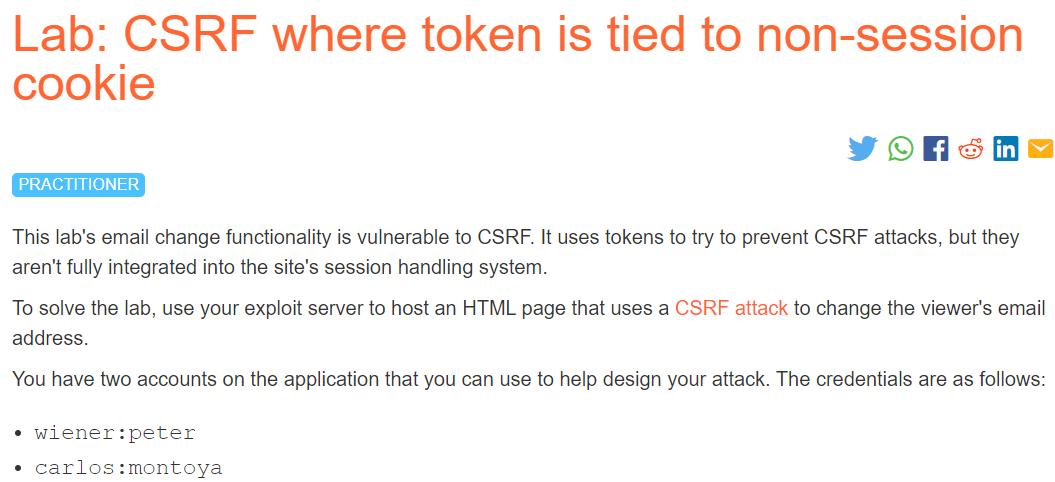 Lab: CSRF where token is tied to non-session
cookie
PRACTITIONER
This lab's email change functionality is vulnerable to CSRF. It uses tokens to try to prevent CSRF attacks, but they
aren't fully integrated into the site's session handling system.
To solve the lab, use your exploit server to host an HTML page that uses a CSRF attack to change the viewer's email
address.
You have two accounts on the application that you can use to help design your attack. The credentials are as follows:
• wiener:peter
• carlos:montoya